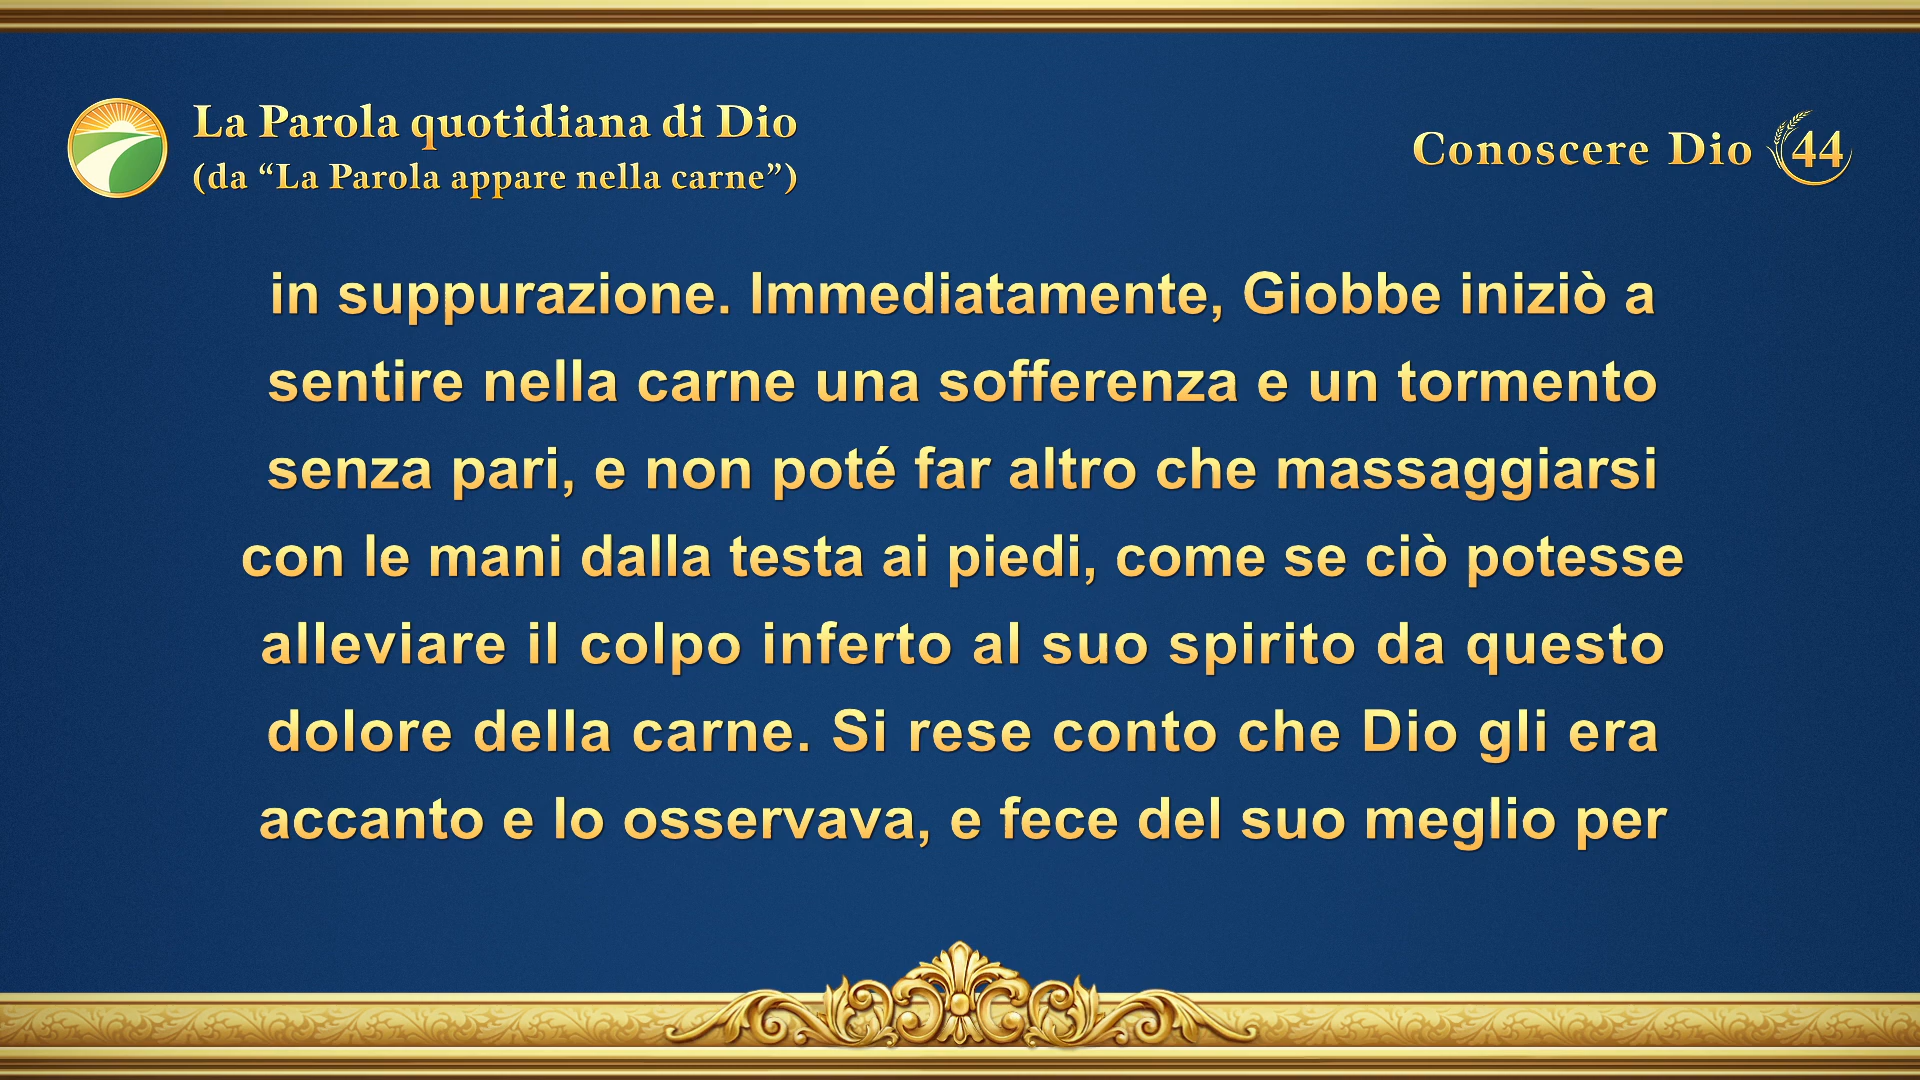 La Parola quotidiana di Dio
(da “La Parola appare nella carne”)
Conoscere Dio 44
in suppurazione. Immediatamente, Giobbe iniziò a
sentire nella carne una sofferenza e un tormento
senza pari, e non poté far altro che massaggiarsi
con le mani dalla testa ai piedi, come se ciò potesse
alleviare il colpo inferto al suo spirito da questo
dolore della carne. Si rese conto che Dio gli era
accanto e lo osservava, e fece del suo meglio per